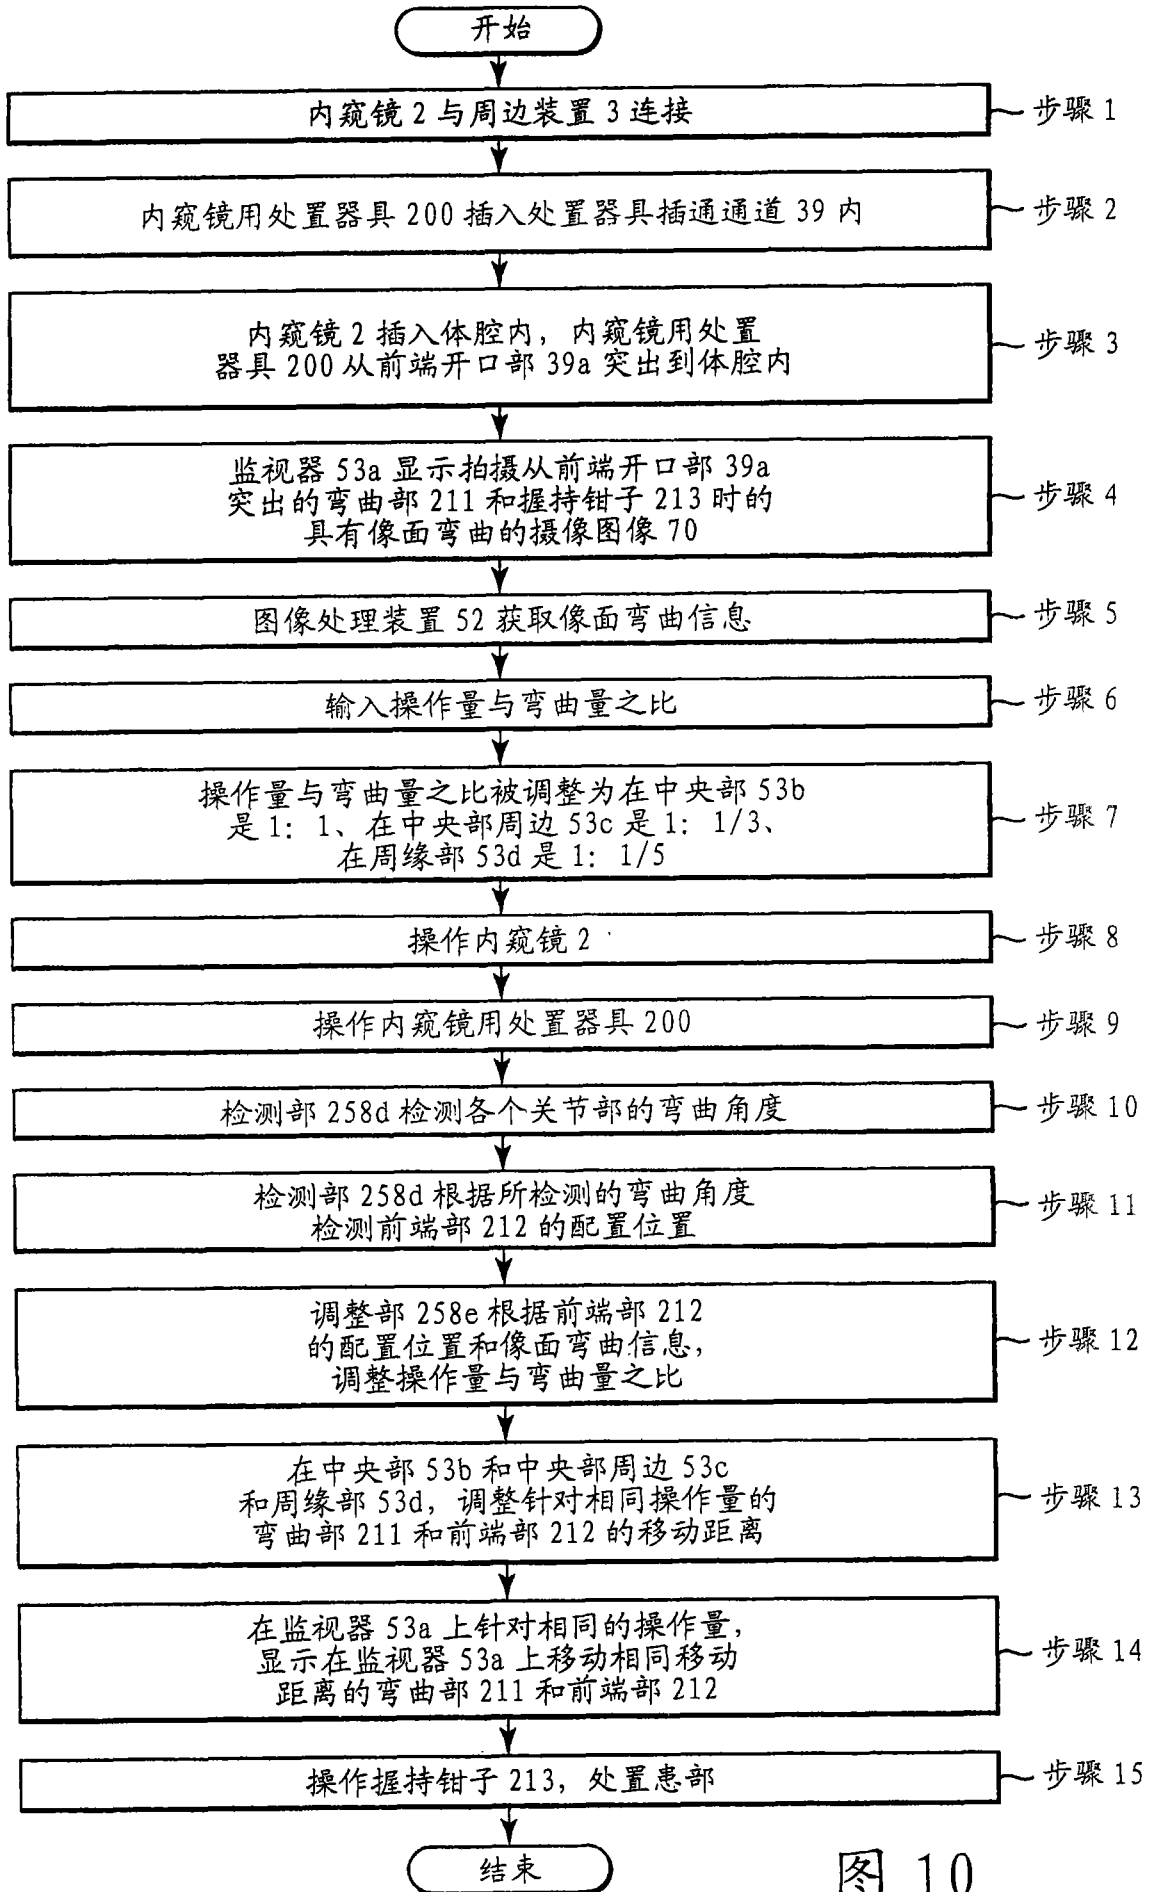 开始
内窥镜 2 与周边装置 3 连接
步骤 1
内窥镜用处置器具 200 插入处置器具插通通道 39 内
步骤 2
内窥镜 2 插入体腔内，内窥镜用处置
器具 200 从前端开口部 39a 突出到体腔内
步骤 3
监视器 53a 显示拍摄从前端开口部 39a
突出的弯曲部 211 和握持钳子 213 时的
具有像面弯曲的摄像图像 70
步骤 4
图像处理装置 52 获取像面弯曲信息
步骤 5
输入操作量与弯曲量之比
步骤 6
操作量与弯曲量之比被调整为在中央部 53b
是 1：1、在中央部周边 53c 是 1：1/3、
在周缘部 53d 是 1：1/5
步骤 7
操作内窥镜 2
步骤 8
操作内窥镜用处置器具 200
步骤 9
检测部 258d 检测各个关节部的弯曲角度
步骤 10
检测部 258d 根据所检测的弯曲角度
检测前端部 212 的配置位置
步骤 11
调整部 258e 根据前端部 212
的配置位置和像面弯曲信息，
调整操作量与弯曲量之比
步骤 12
在中央部 53b 和中央部周边 53c
和周缘部 53d，调整针对相同操作量的
弯曲部 211 和前端部 212 的移动距离
步骤 13
在监视器 53a 上针对相同的操作量，
显示在监视器 53a 上移动相同移动
距离的弯曲部 211 和前端部 212
步骤 14
操作握持钳子 213，处置患部
步骤 15
结束
图 10